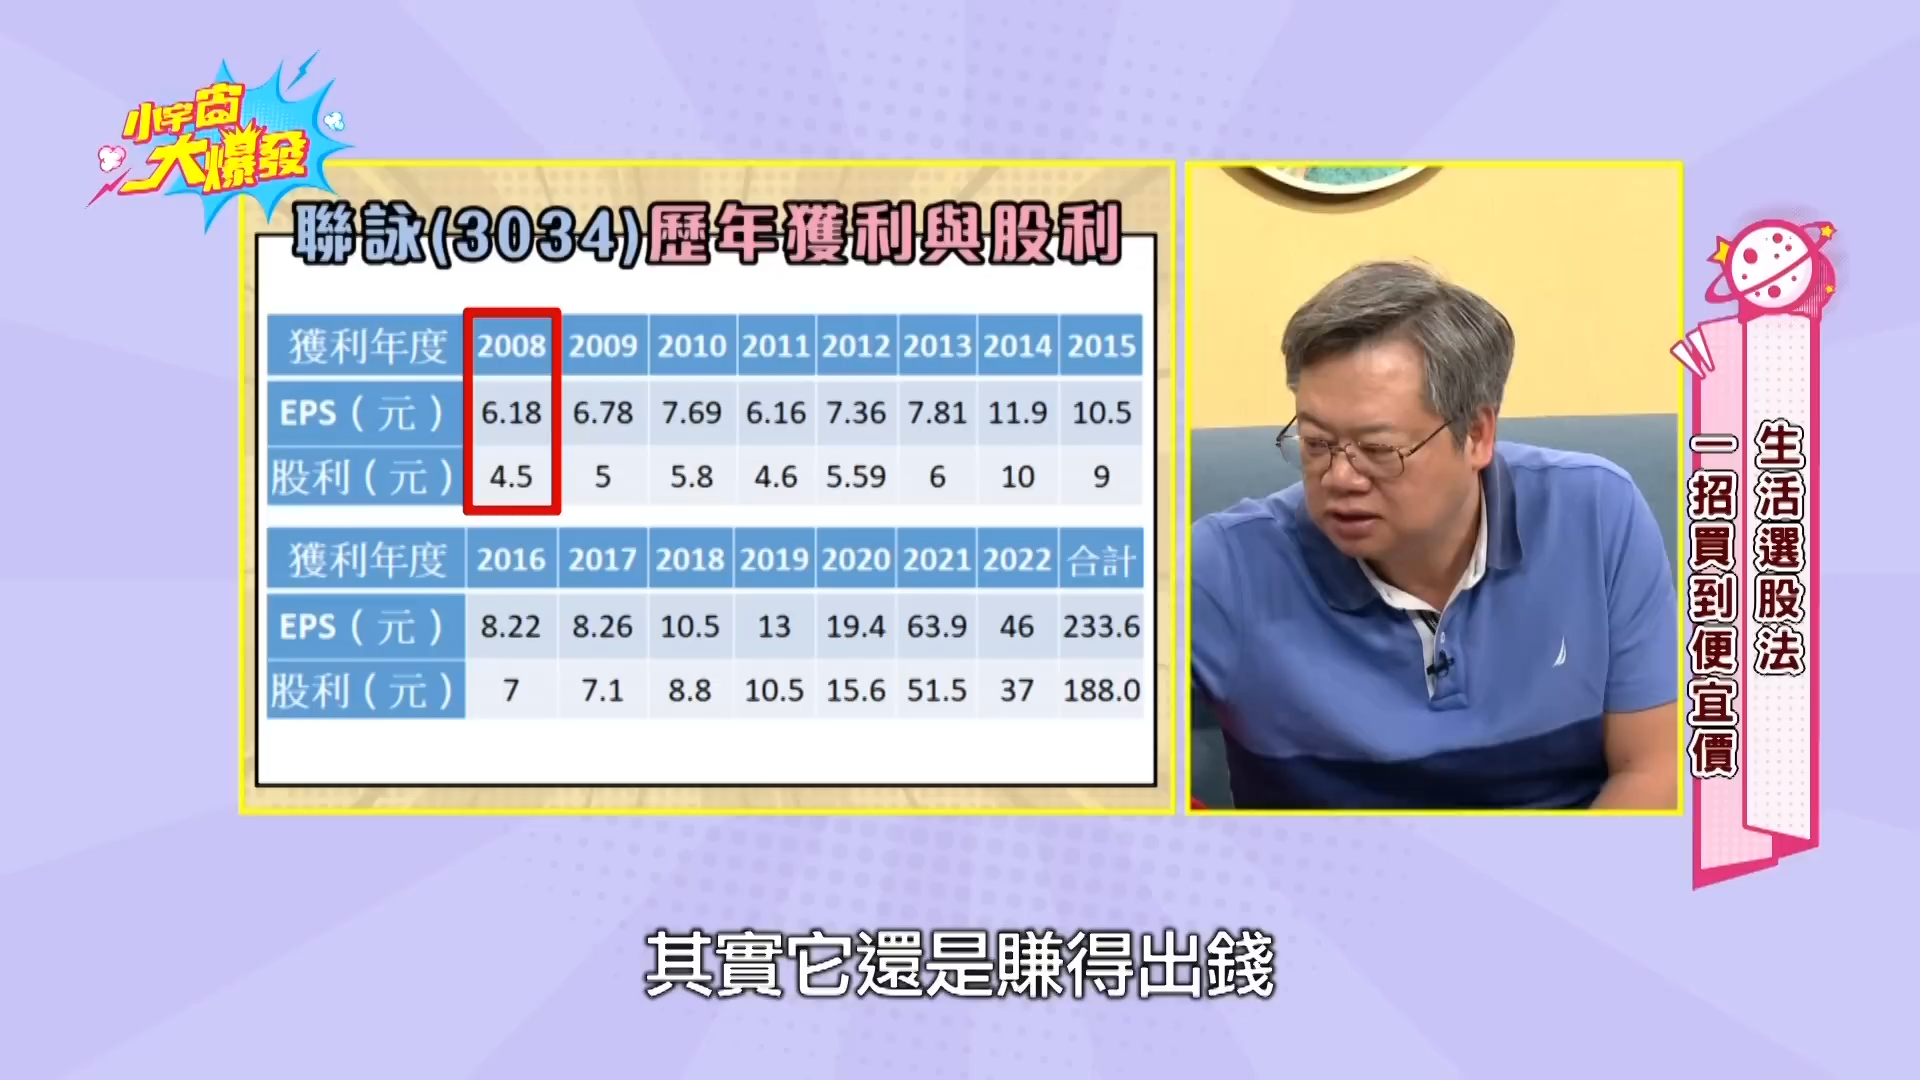 小宇宙
大爆發
聯詠(3034)歷年獲利與股利
獲利年度 2008 2009 2010 2011 2012 2013 2014 2015
EPS(元) 6.18 6.78 7.69 6.16 7.36 7.81 11.9 10.5
股利(元) 4.5 5 5.8 4.6 5.59 6 10 9
獲利年度 2016 2017 2018 2019 2020 2021 2022 合計
EPS(元) 8.22 8.26 10.5 13 19.4 63.9 46 233.6
股利(元) 7 7.1 8.8 10.5 15.6 51.5 37 188.0
生活選股法
一招買到便宜價
其實它還是賺得出錢